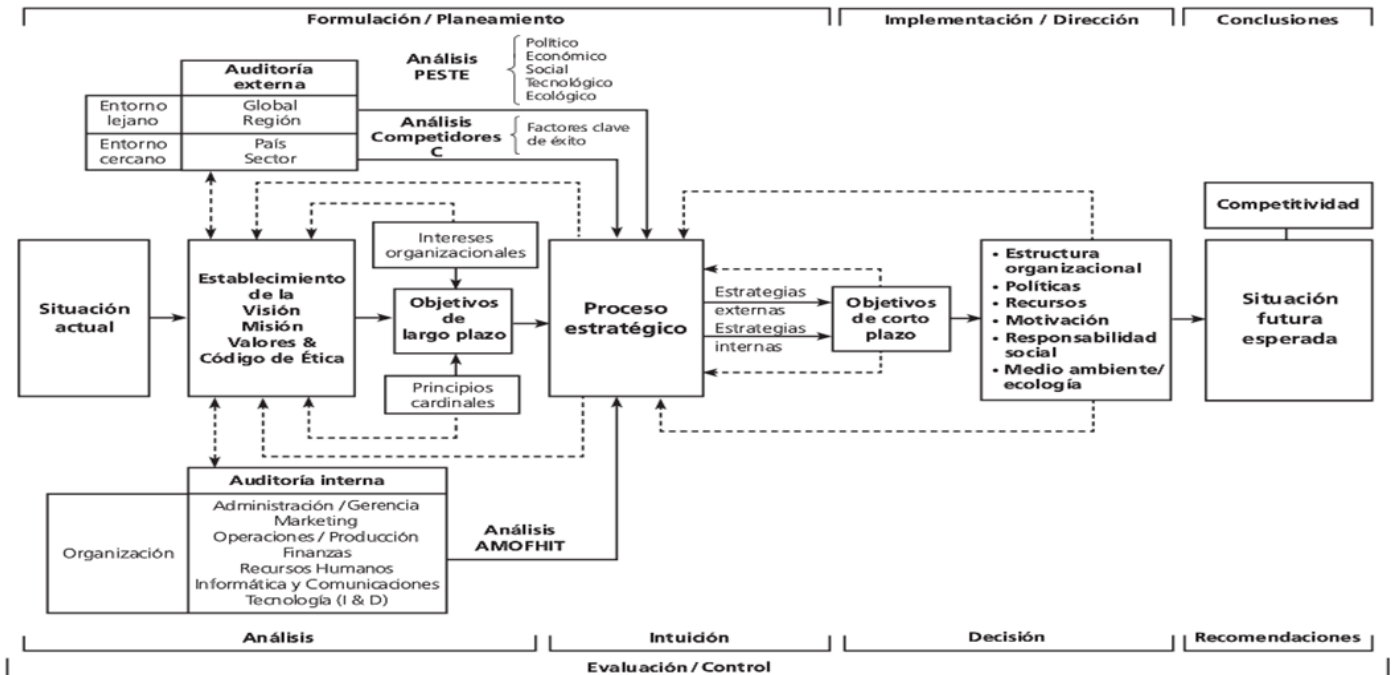 Formulación / Planeamiento
Implementación / Dirección
Conclusiones
Análisis
PESTE
Político
Económico
Social
Tecnológico
Ecológico
Auditoría
externa
Entorno
lejano
Global
Región
Entorno
cercano
País
Sector
Análisis
Competidores
C
Factores clave
de éxito
Situación
actual
Establecimiento
de la
Visión
Misión
Valores &
Código de Ética
Intereses
organizacionales
Objetivos
de
largo plazo
Principios
cardinales
Proceso
estratégico
Estrategias
externas
Estrategias
internas
Objetivos
de corto
plazo
• Estructura
organizacional
• Políticas
• Recursos
• Motivación
• Responsabilidad
social
• Medio ambiente/
ecología
Competitividad
Situación
futura
esperada
Organización
Auditoría interna
Administración / Gerencia
Marketing
Operaciones / Producción
Finanzas
Recursos Humanos
Informática y Comunicaciones
Tecnología (I & D)
Análisis
AMOFHIT
Análisis
Intuición
Decisión
Recomendaciones
Evaluación / Control